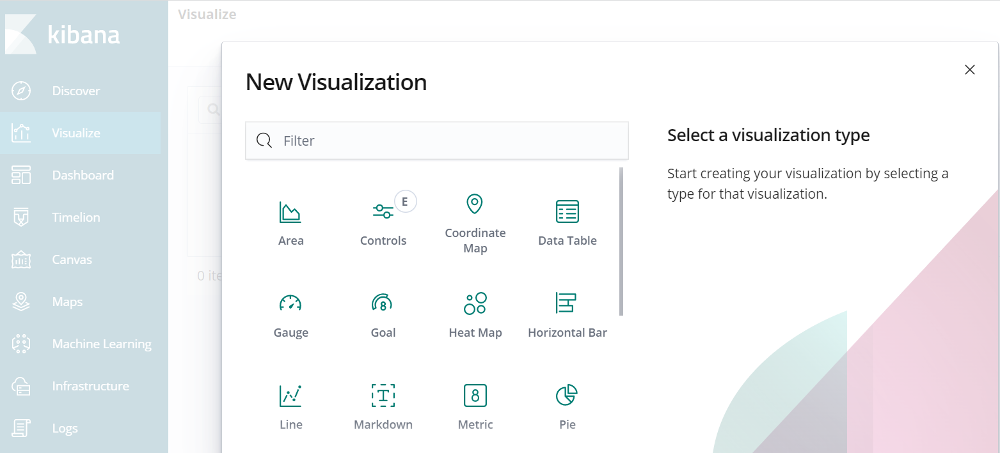 kibana
Discover
Visualize
Dashboard
Timelion
Canvas
Maps
Machine Learning
Infrastructure
Logs
Visualize
0 ite
New Visualization
Filter
Area
E
Controls
Coordinate
Map
Data Table
Gauge
8
Goal
Heat Map
Horizontal Bar
Line
T
Markdown
8
Metric
Pie
Select a visualization type
Start creating your visualization by selecting a
type for that visualization.